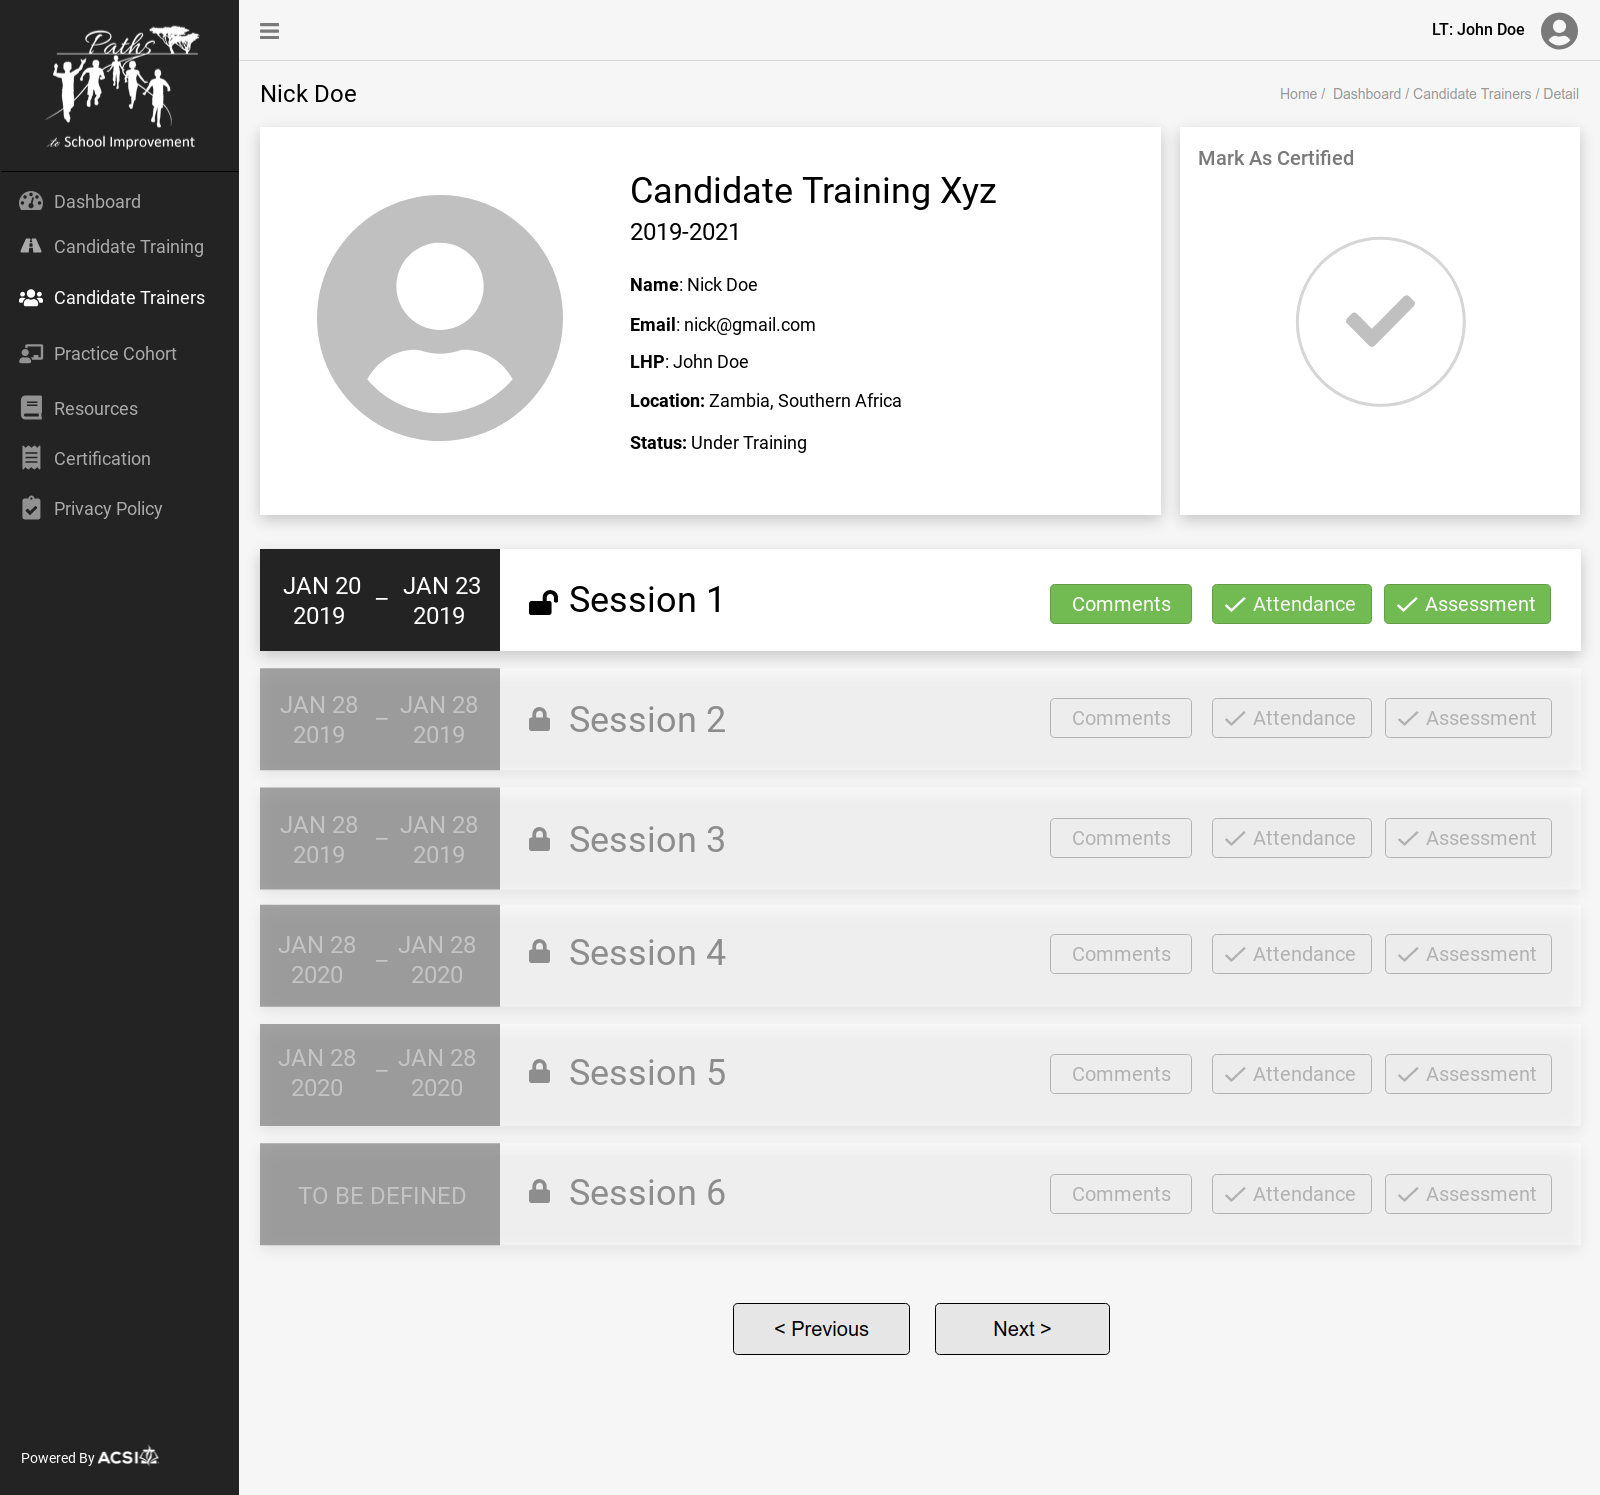 Paths
to School Improvement
Dashboard
Candidate Training
Candidate Trainers
Practice Cohort
Resources
Certification
Privacy Policy
Powered By ACSI
LT: John Doe
Nick Doe
Home / Dashboard / Candidate Trainers / Detail
Candidate Training Xyz
2019-2021
Name: Nick Doe
Email: nick@gmail.com
LHP: John Doe
Location: Zambia, Southern Africa
Status: Under Training
Mark As Certified
JAN 20 2019 – JAN 23 2019
Session 1
Comments
Attendance
Assessment
JAN 28 2019 – JAN 28 2019
Session 2
Comments
Attendance
Assessment
JAN 28 2019 – JAN 28 2019
Session 3
Comments
Attendance
Assessment
JAN 28 2020 – JAN 28 2020
Session 4
Comments
Attendance
Assessment
JAN 28 2020 – JAN 28 2020
Session 5
Comments
Attendance
Assessment
TO BE DEFINED
Session 6
Comments
Attendance
Assessment
< Previous
Next >